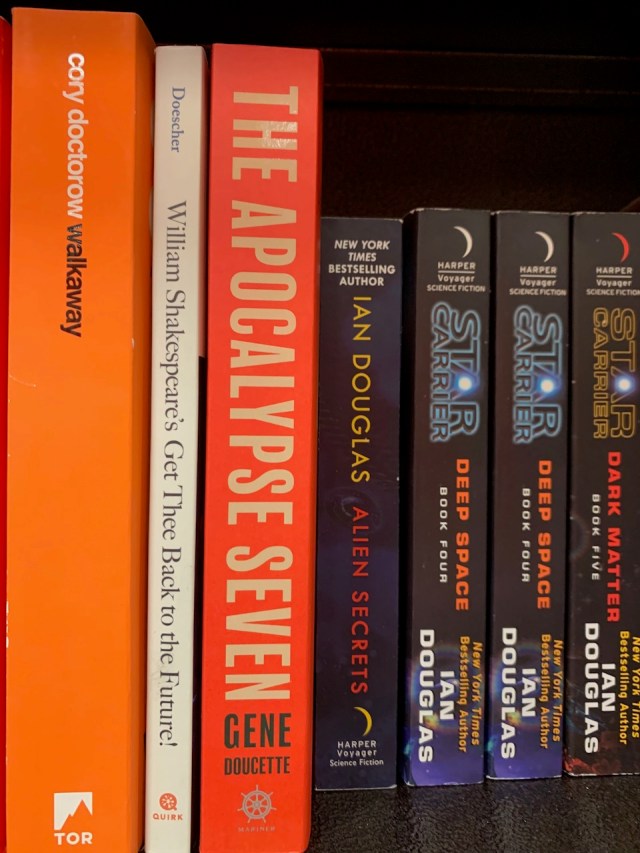 cory doctorow walkaway
TOR
Doescher
William Shakespeare's Get Thee Back to the Future!
QUIRK
THE APOCALYPSE SEVEN
GENE
DOUCETTE
MARINER
NEW YORK
TIMES
BESTSELLING
AUTHOR
IAN DOUGLAS
ALIEN SECRETS
HARPER
Voyager
Science Fiction
HARPER
Voyager
SCIENCE FICTION
STAR
CARRIER
DEEP SPACE
BOOK FOUR
New York Times
Bestselling Author
IAN
DOUGLAS
HARPER
Voyager
SCIENCE FICTION
STAR
CARRIER
DEEP SPACE
BOOK FOUR
New York Times
Bestselling Author
IAN
DOUGLAS
HARPER
Voyager
SCIENCE FICTION
STAR
CARRIER
DARK MATTER
BOOK FIVE
New York Times
Bestselling Author
IAN
DOUGLAS